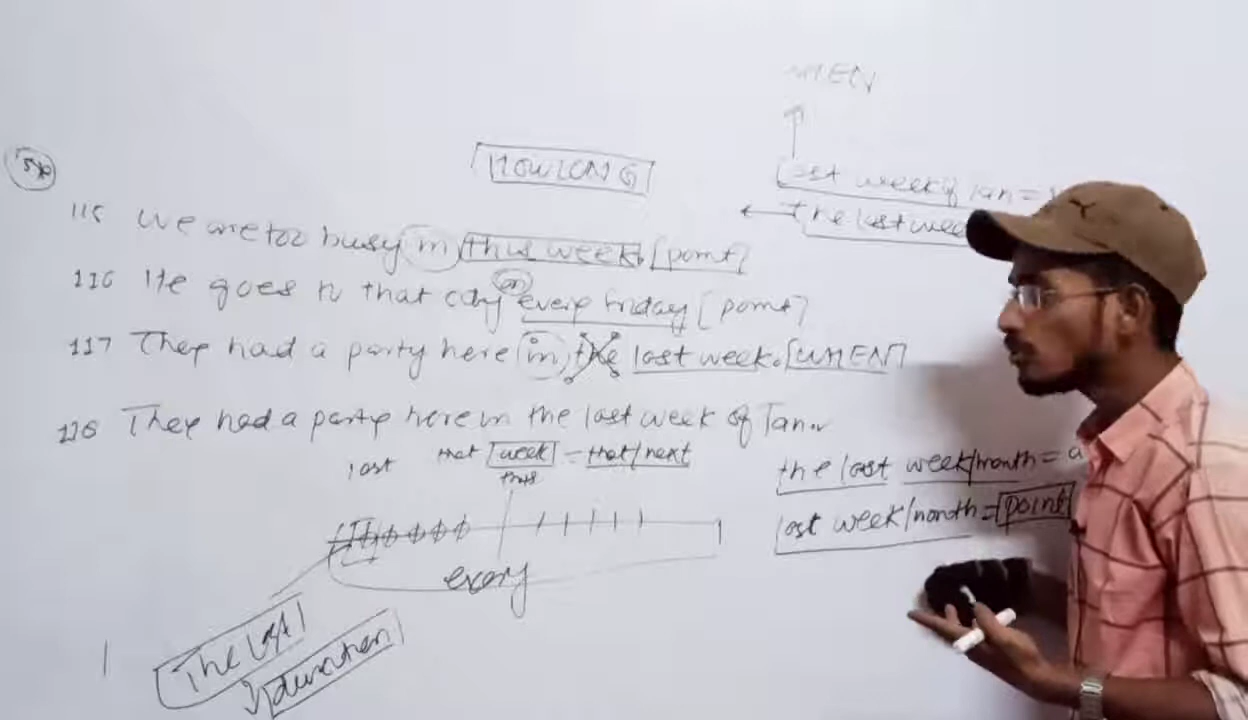 WHEN
HOW LONG
last week of Jan =
the last week
115 We are too busy in this week. [point]
116 He goes to that city on every friday [point]
117 They had a party here in the last week. [WHEN]
118 They had a party here in the last week of Jan.
last that week = that/next
this
the last week/month = a
last week/month = point
every
The last
duration